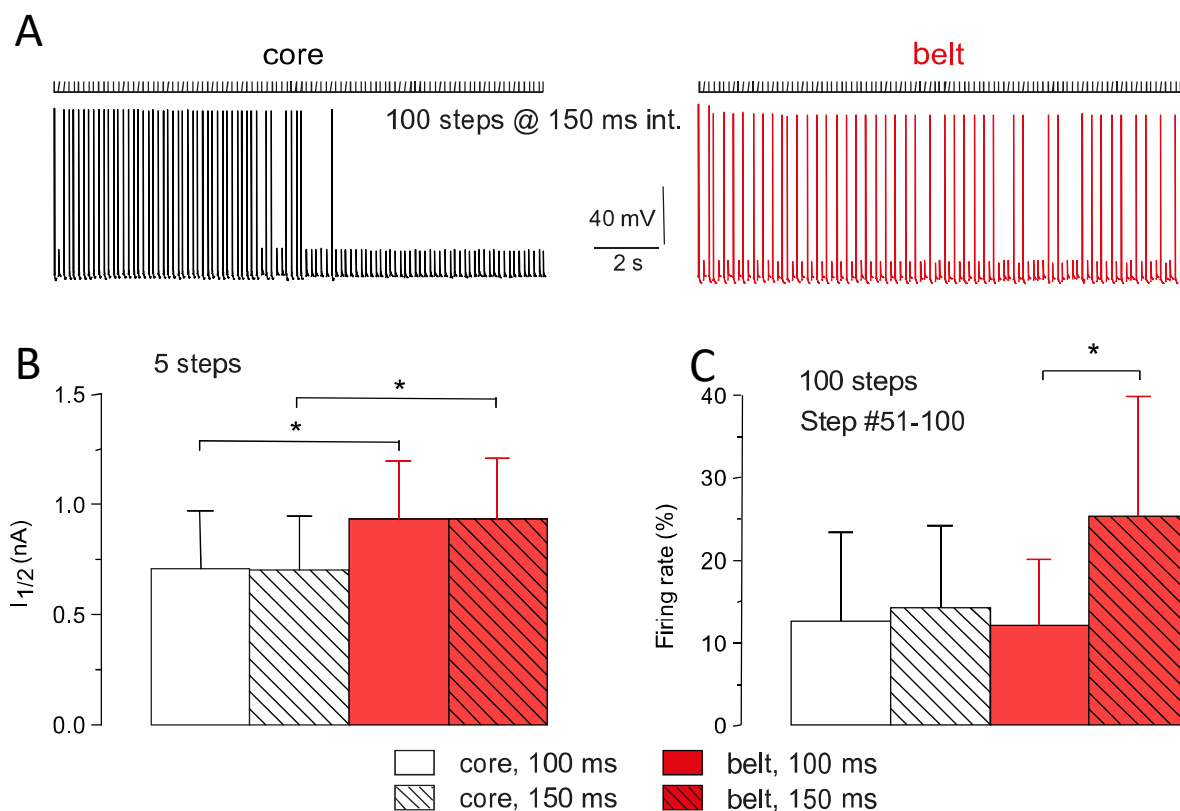 A
core
belt
100 steps @ 150 ms int.
40 mV
2 s
B
5 steps
*
*
1.5
1.0
0.5
0.0
I1/2 (nA)
C
100 steps
Step #51-100
*
40
30
20
10
0
Firing rate (%)
core, 100 ms
belt, 100 ms
core, 150 ms
belt, 150 ms